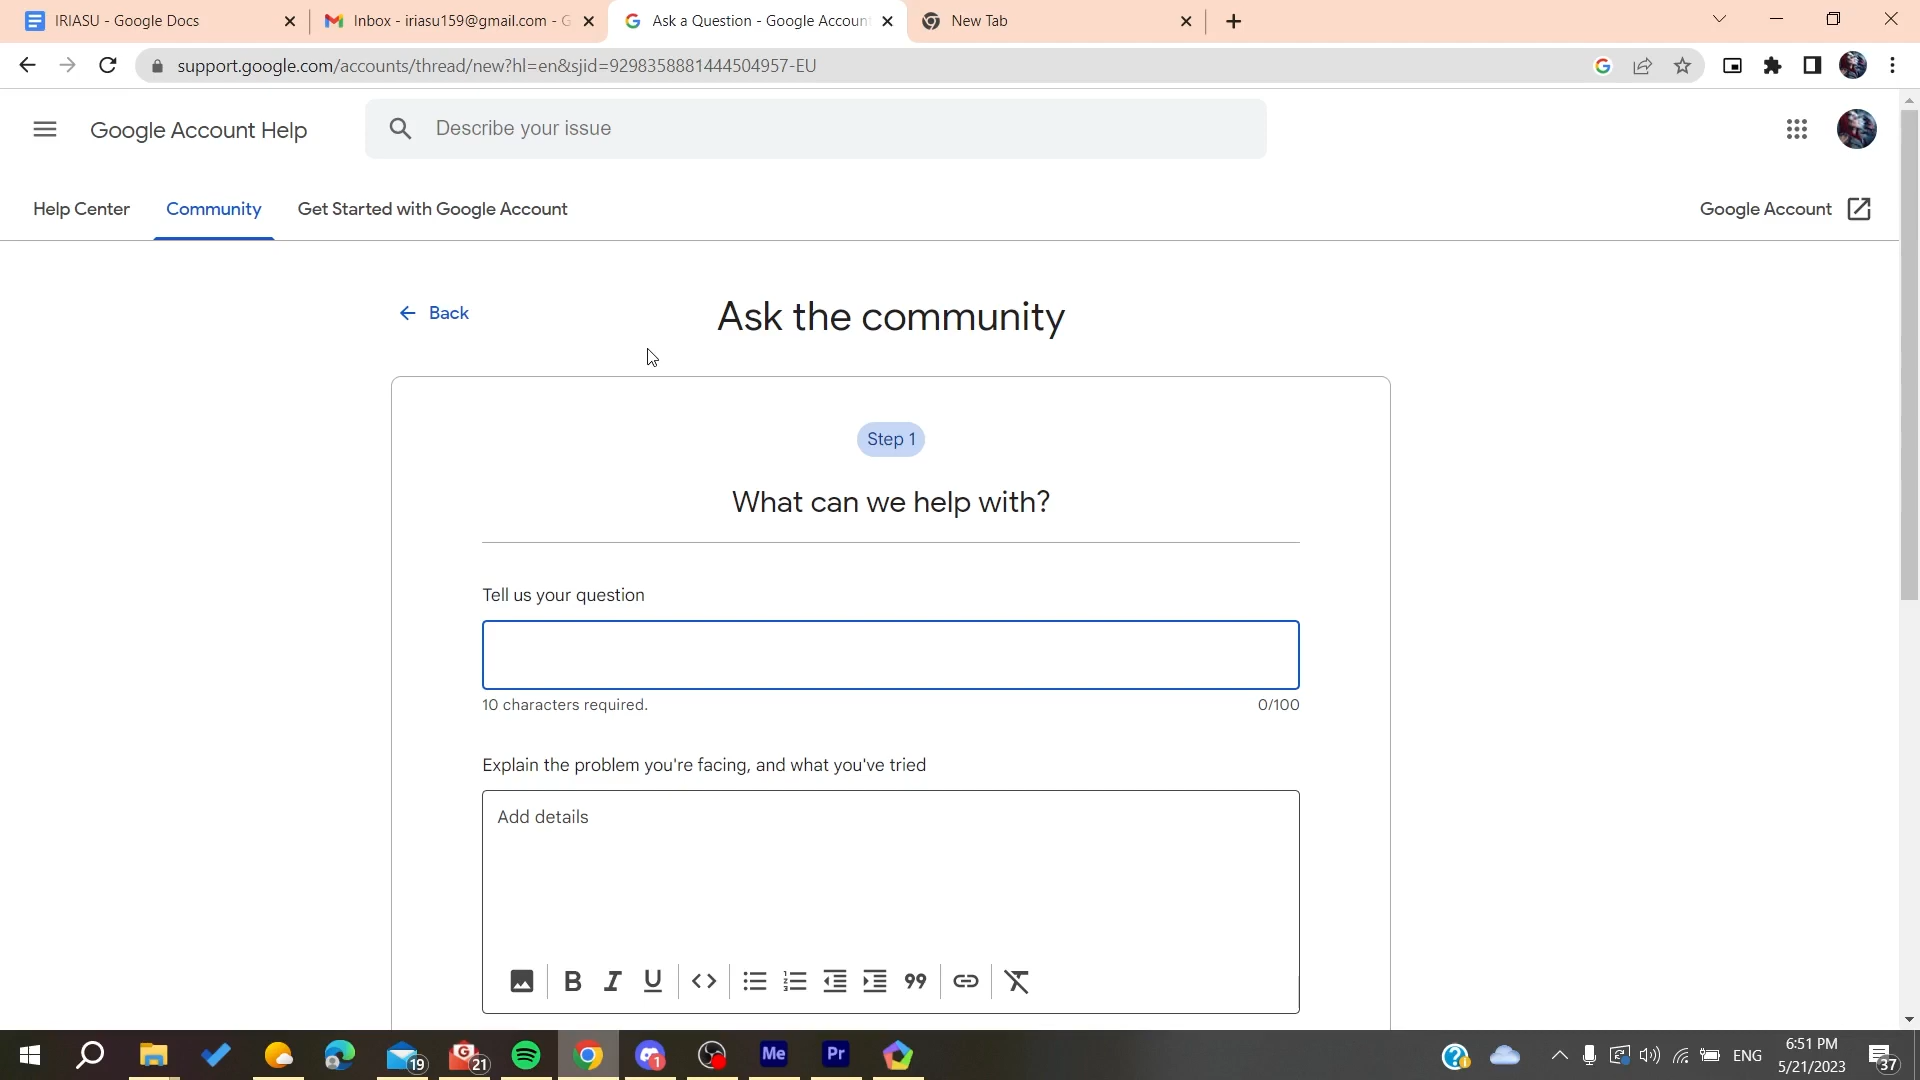 IRIASU - Google Docs
Inbox - iriasu159@gmail.com - G
Ask a Question - Google Accoun
New Tab
support.google.com/accounts/thread/new?hl=en&sjid=9298358881444504957-EU
Google Account Help
Describe your issue
Help Center
Community
Get Started with Google Account
Google Account
Back
Ask the community
Step 1
What can we help with?
Tell us your question
10 characters required.
0/100
Explain the problem you're facing, and what you've tried
Add details
B I U
19
21
1
Me
Pr
ENG
6:51 PM
5/21/2023
37